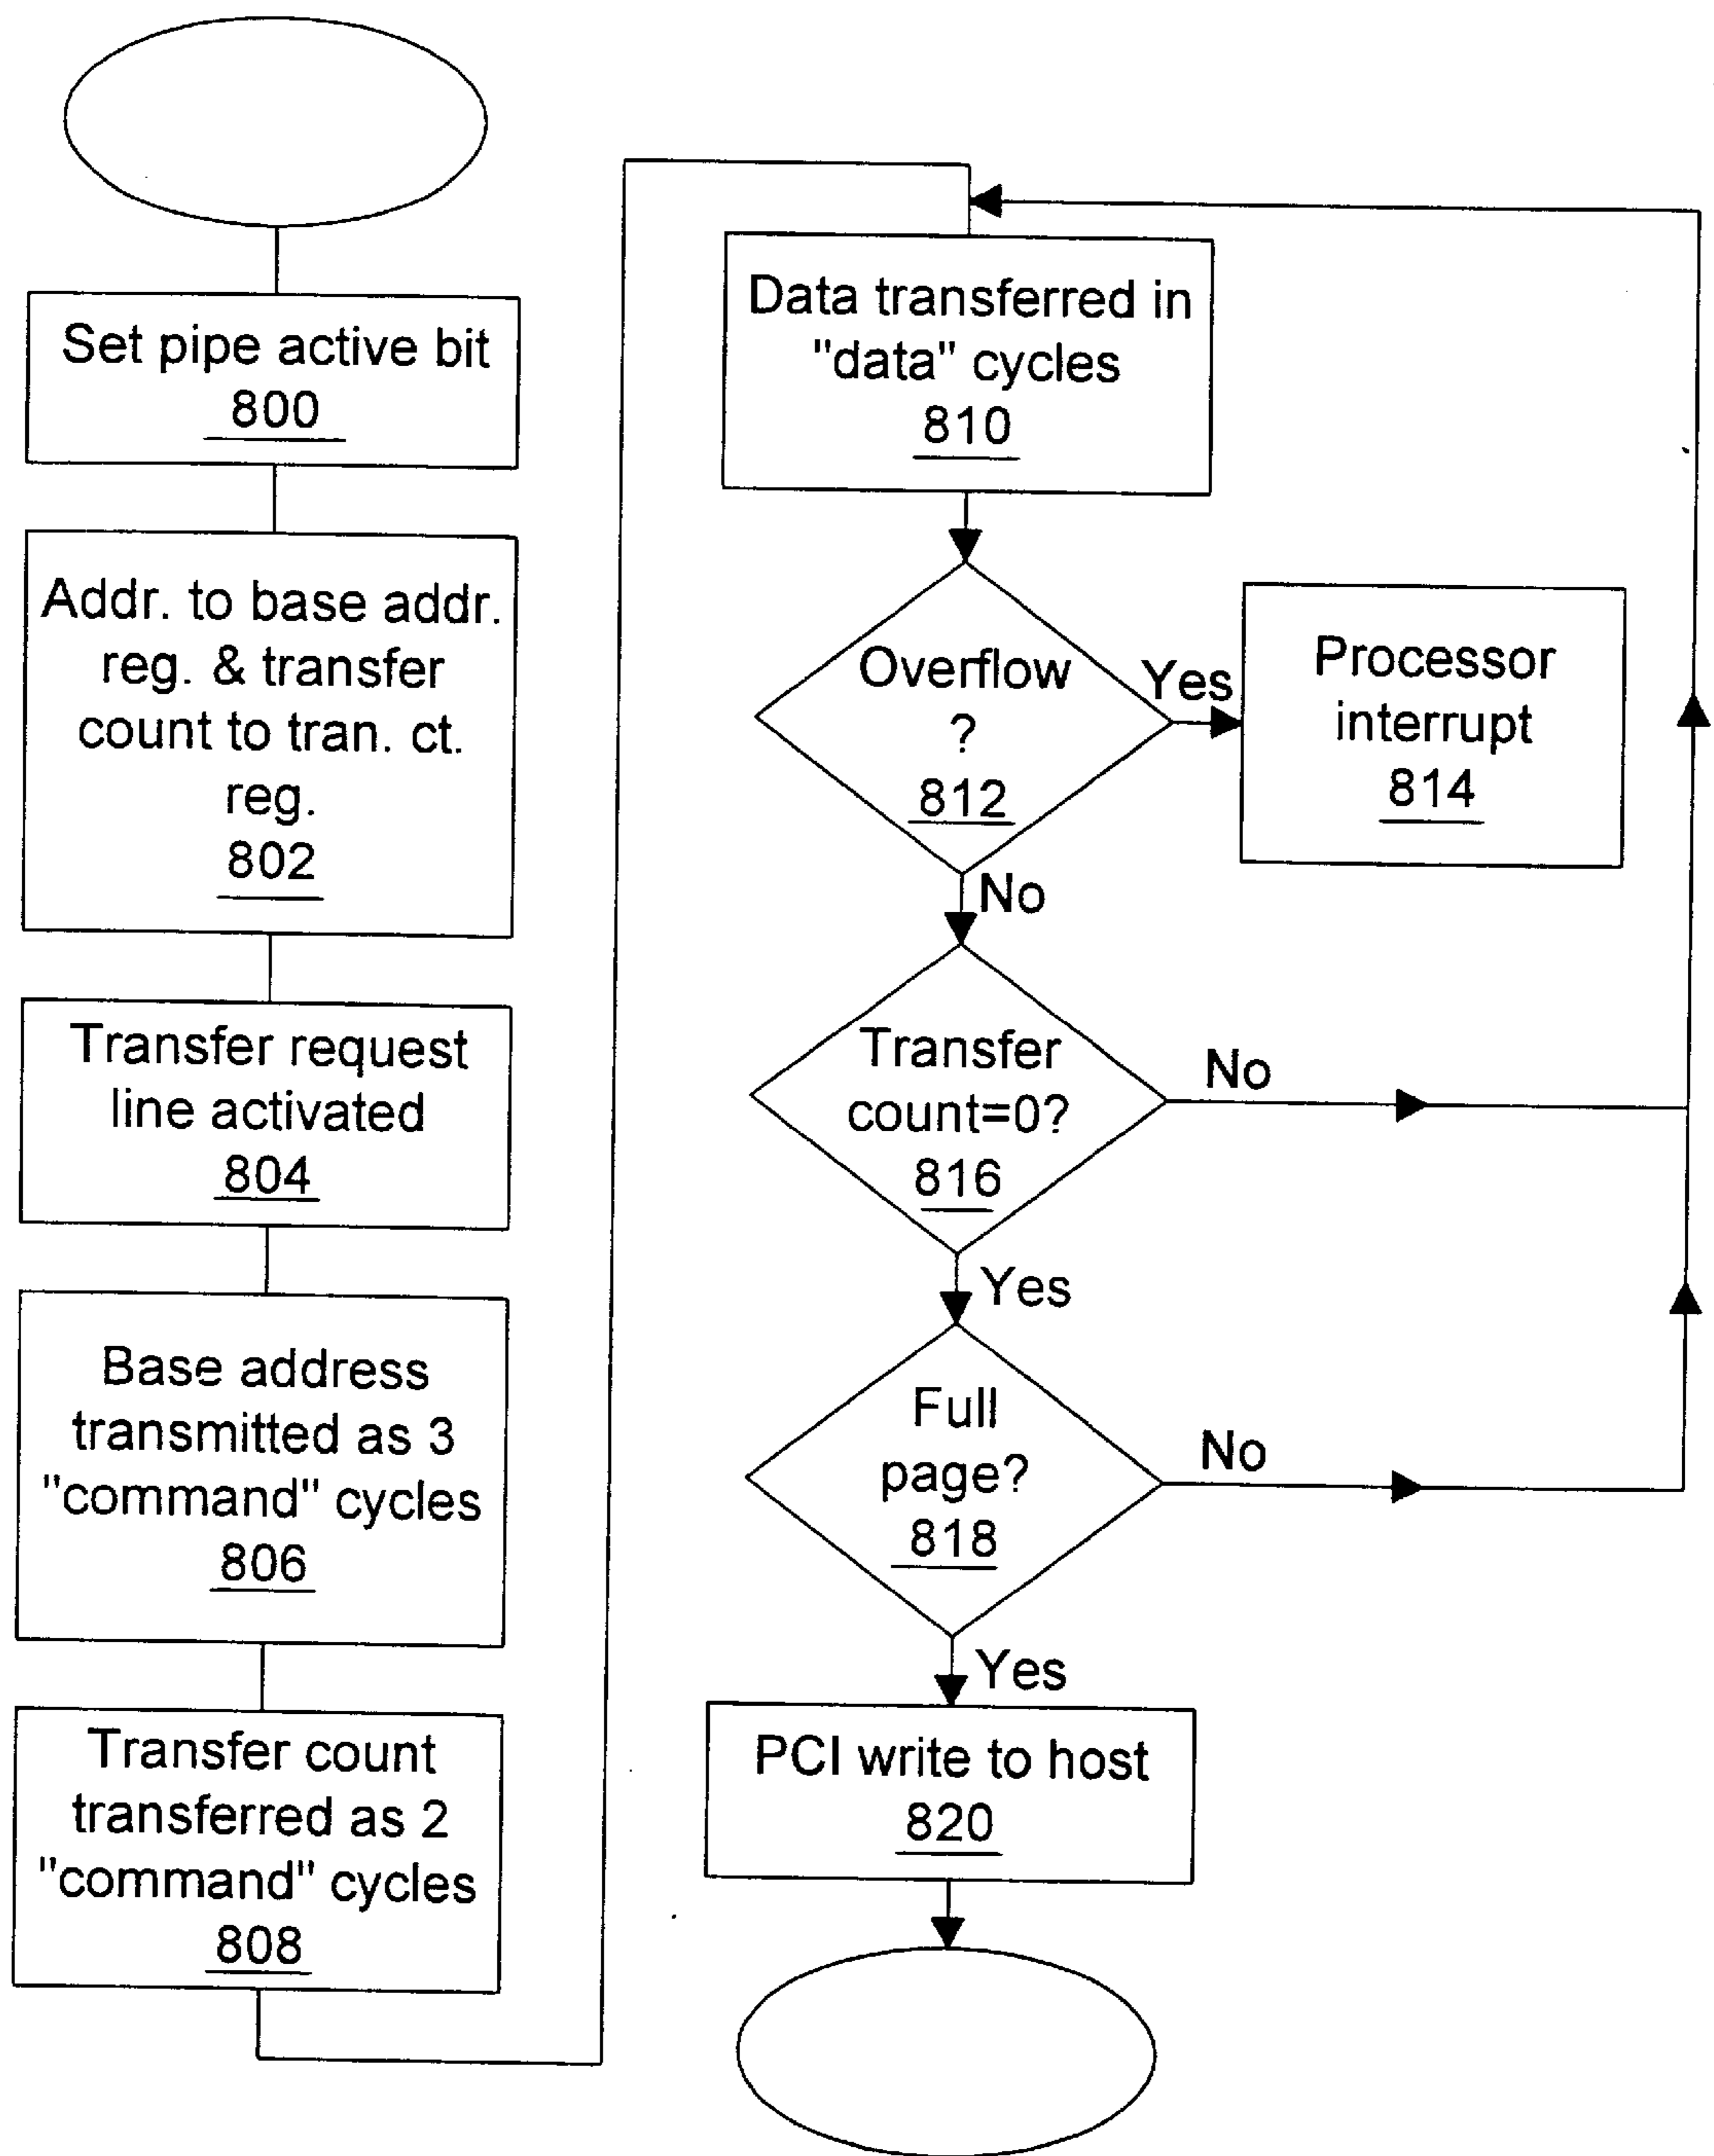 Set pipe active bit
800
Addr. to base addr.
reg. & transfer
count to tran. ct.
reg.
802
Transfer request
line activated
804
Base address
transmitted as 3
"command" cycles
806
Transfer count
transferred as 2
"command" cycles
808
Data transferred in
"data" cycles
810
Overflow
?
812
Yes
Processor
interrupt
814
No
Transfer
count=0?
816
No
Yes
Full
page?
818
No
Yes
PCI write to host
820